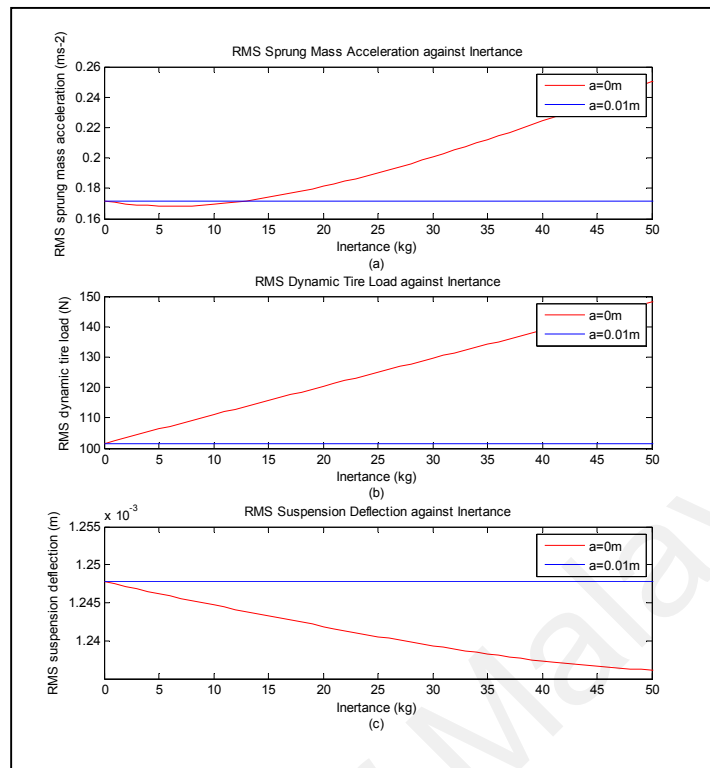 RMS Sprung Mass Acceleration against Inertance
RMS sprung mass acceleration (ms-2)
0.26
0.24
0.22
0.2
0.18
0.16
a=0m
a=0.01m
0 5 10 15 20 25 30 35 40 45 50
Inertance (kg)
(a)
RMS Dynamic Tire Load against Inertance
RMS dynamic tire load (N)
150
140
130
120
110
100
a=0m
a=0.01m
0 5 10 15 20 25 30 35 40 45 50
Inertance (kg)
(b)
RMS Suspension Deflection against Inertance
x 10-3
RMS suspension deflection (m)
1.255
1.25
1.245
1.24
a=0m
a=0.01m
0 5 10 15 20 25 30 35 40 45 50
Inertance (kg)
(c)
Malay